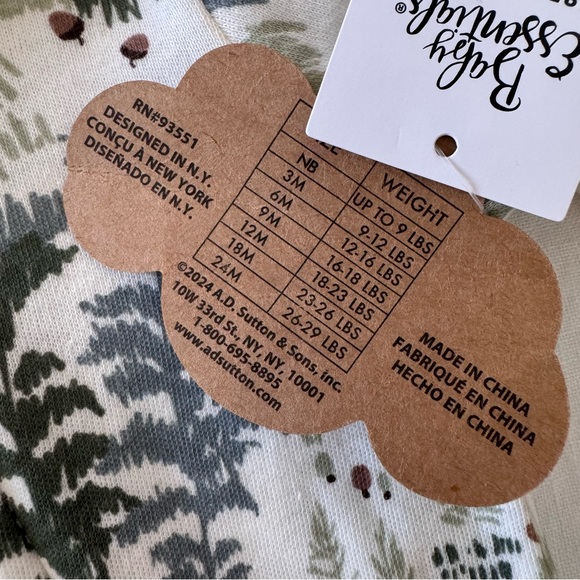 Baby
Essentials®
RN#93551
DESIGNED IN N.Y.
CONÇU À NEW YORK
DISEÑADO EN N.Y.
WEIGHT
NB UP TO 9 LBS
3M 9-12 LBS
6M 12-16 LBS
9M 16-18 LBS
12M 18-23 LBS
18M 23-26 LBS
24M 26-29 LBS
©2024 A.D. Sutton & Sons, Inc.
10W 33rd St., NY, NY, 10001
1-800-695-8895
www.adsutton.com
MADE IN CHINA
FABRIQUÉ EN CHINA
HECHO EN CHINA